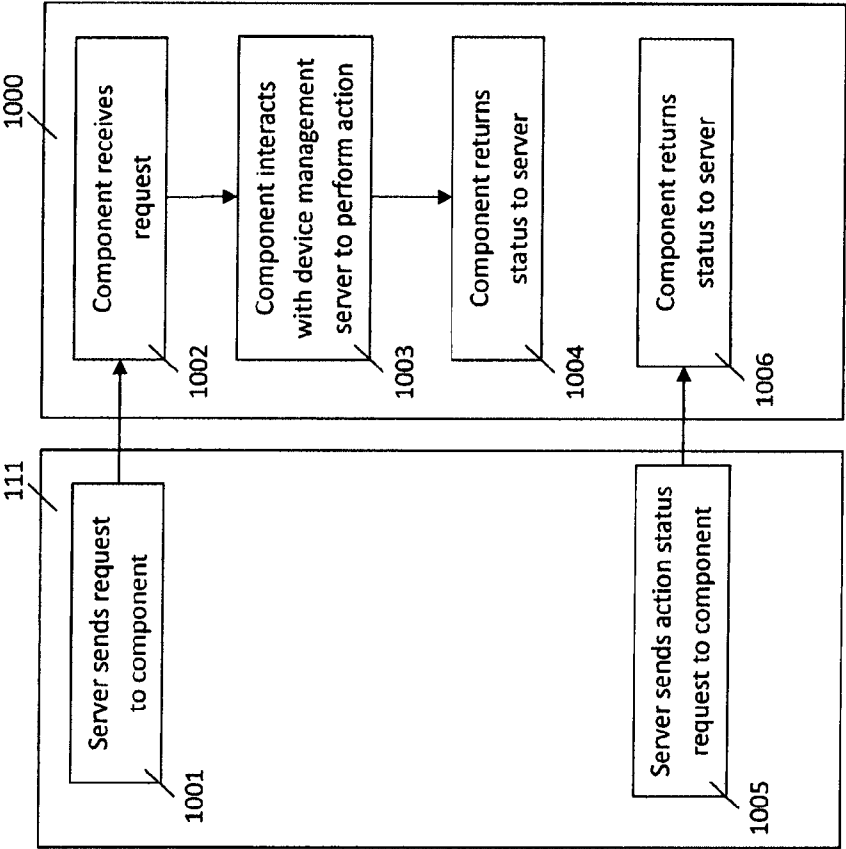 111
1000
Server sends request
to component
1001
Component receives
request
1002
Component interacts
with device management
server to perform action
1003
Component returns
status to server
1004
Server sends action status
request to component
1005
Component returns
status to server
1006